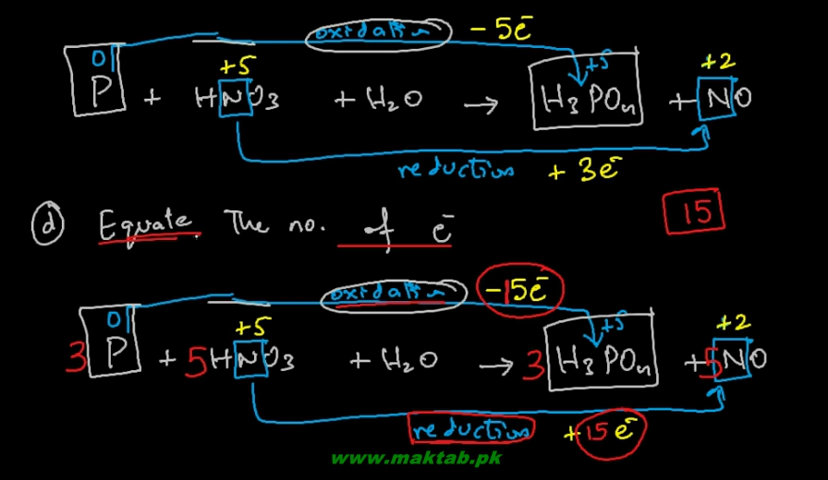 oxidation -5e⁻
0 +5 +5 +2
P + HNO₃ + H₂O → H₃PO₄ + NO
reduction + 3e⁻
15
(d) Equate. The no. of e⁻
oxidation -15e⁻
0 +5 +5 +2
3P + 5HNO₃ + H₂O → 3H₃PO₄ + 5NO
reduction +15e⁻
www.maktab.pk